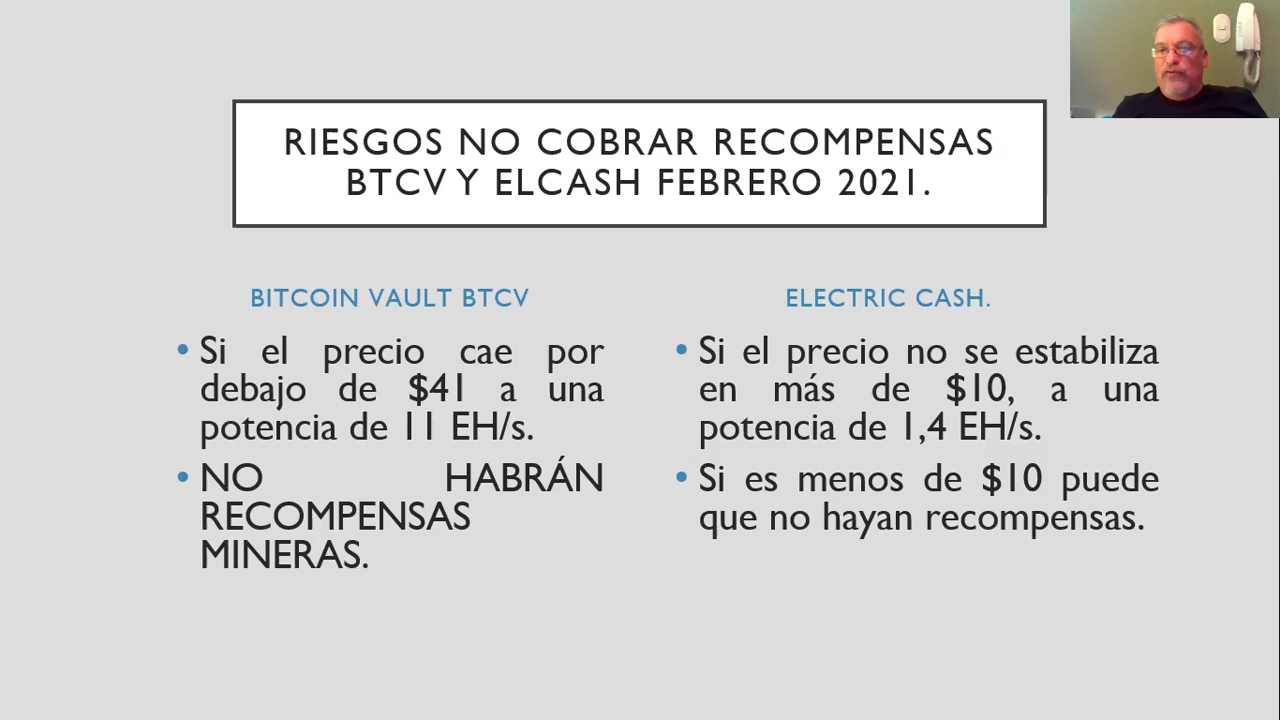 RIESGOS NO COBRAR RECOMPENSAS
BTCV Y ELCASH FEBRERO 2021.
BITCOIN VAULT BTCV
• Si el precio cae por
debajo de $41 a una
potencia de 11 EH/s.
• NO HABRÁN
RECOMPENSAS
MINERAS.
ELECTRIC CASH.
• Si el precio no se estabiliza
en más de $10, a una
potencia de 1,4 EH/s.
• Si es menos de $10 puede
que no hayan recompensas.